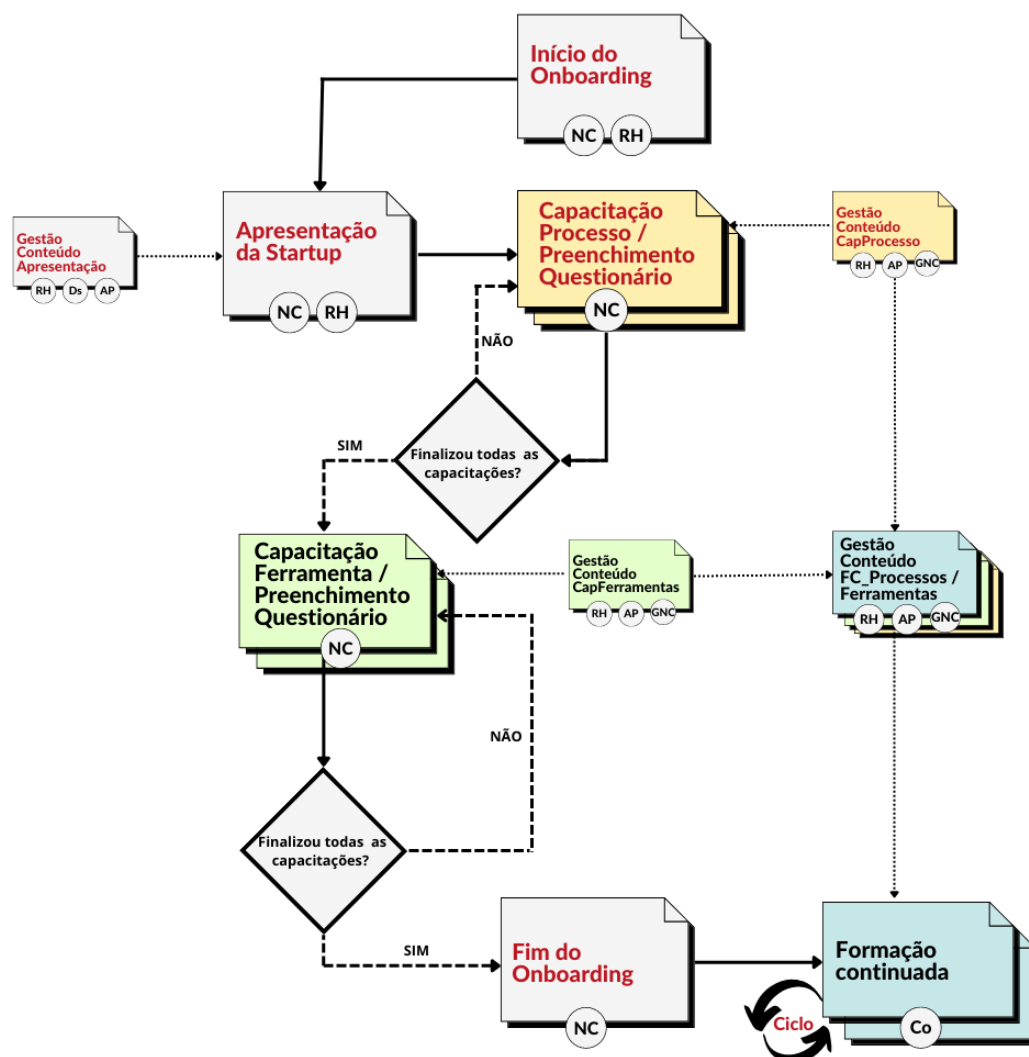 Início do
Onboarding
NC
RH
Gestão
Conteúdo
Apresentação
RH
Ds
AP
Apresentação
da Startup
NC
RH
Capacitação
Processo /
Preenchimento
Questionário
NC
Gestão
Conteúdo
CapProcesso
RH
AP
GNC
NÃO
Finalizou todas as
capacitações?
SIM
Capacitação
Ferramenta /
Preenchimento
Questionário
NC
Gestão
Conteúdo
CapFerramentas
RH
AP
GNC
Gestão
Conteúdo
FC_Processos /
Ferramentas
RH
AP
GNC
NÃO
Finalizou todas as
capacitações?
SIM
Fim do
Onboarding
NC
Formação
continuada
Ciclo
Co